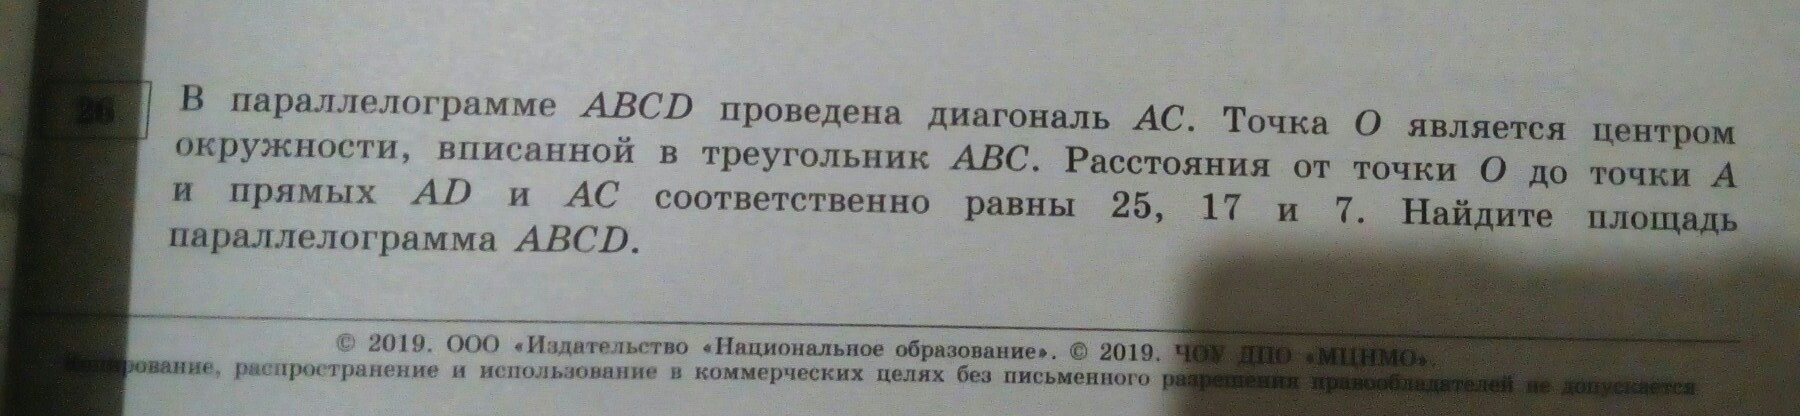 26
В параллелограмме ABCD проведена диагональ AC. Точка O является центром
окружности, вписанной в треугольник ABC. Расстояния от точки O до точки A
и прямых AD и AC соответственно равны 25, 17 и 7. Найдите площадь
параллелограмма ABCD.
© 2019. ООО «Издательство «Национальное образование». © 2019. ЧОУ ДПО «МЦНМО».
Копирование, распространение и использование в коммерческих целях без письменного разрешения правообладателей не допускается